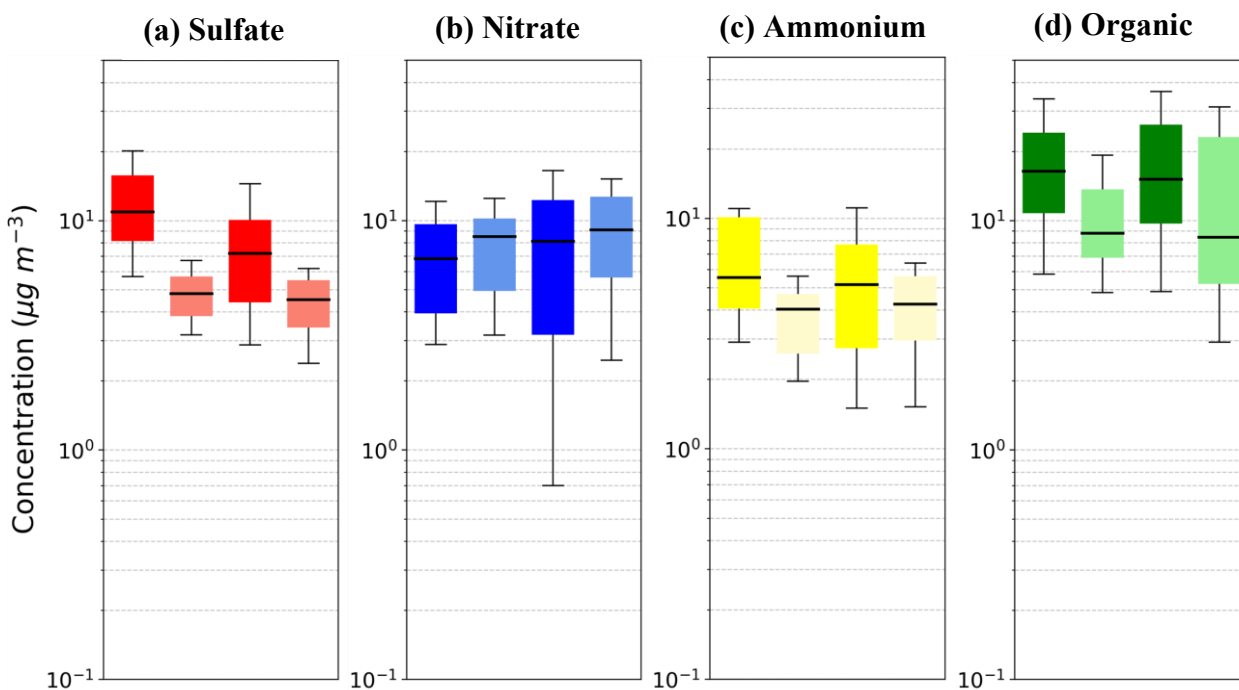 (a) Sulfate
(b) Nitrate
(c) Ammonium
(d) Organic
Concentration (μg m⁻³)
10¹
10⁰
10⁻¹
10¹
10⁰
10⁻¹
10¹
10⁰
10⁻¹
10¹
10⁰
10⁻¹